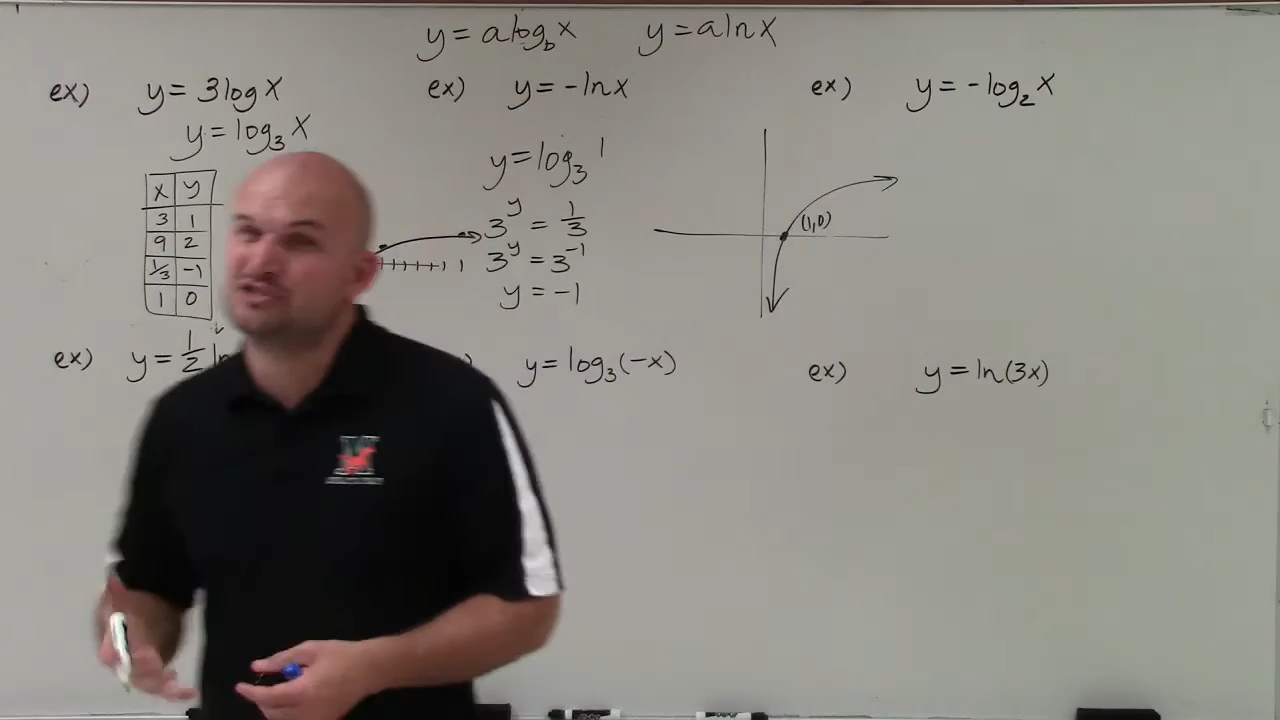 y = a log_b x
y = a ln x
ex) y = 3 log x
y = log_3 x
x y
3 1
9 2
1/3 -1
1 0
ex) y = -ln x
y = log_3 1
3^y = 1/3
3^y = 3^-1
y = -1
ex) y = -log_2 x
(1,0)
ex) y = 1/2 ln
) y = log_3(-x)
ex) y = ln(3x)